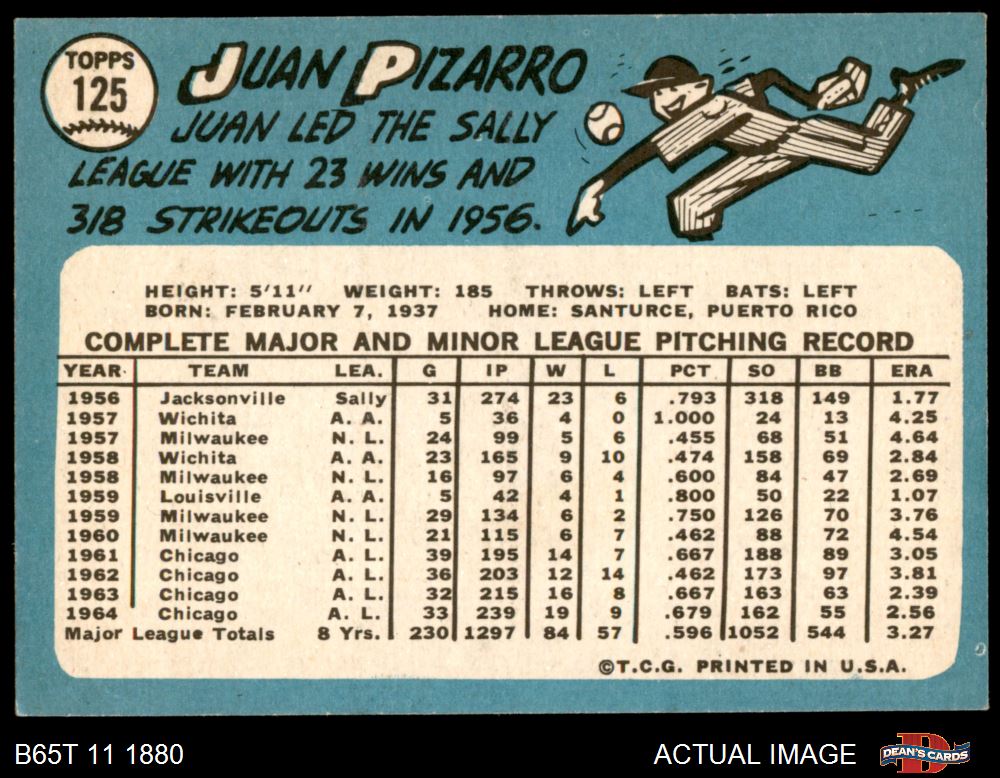 TOPPS
125
JUAN PIZARRO
JUAN LED THE SALLY
LEAGUE WITH 23 WINS AND
318 STRIKEOUTS IN 1956.
HEIGHT: 5'11" WEIGHT: 185 THROWS: LEFT BATS: LEFT
BORN: FEBRUARY 7, 1937 HOME: SANTURCE, PUERTO RICO
COMPLETE MAJOR AND MINOR LEAGUE PITCHING RECORD
YEAR TEAM LEA. G IP W L PCT SO BB ERA
1956 Jacksonville Sally 31 274 23 6 .793 318 149 1.77
1957 Wichita A. A. 5 36 4 0 1.000 24 13 4.25
1957 Milwaukee N. L. 24 99 5 6 .455 68 51 4.64
1958 Wichita A. A. 23 165 9 10 .474 158 69 2.84
1958 Milwaukee N. L. 16 97 6 4 .600 84 47 2.69
1959 Louisville A. A. 5 42 4 1 .800 50 22 1.07
1959 Milwaukee N. L. 29 134 6 2 .750 126 70 3.76
1960 Milwaukee N. L. 21 115 6 7 .462 88 72 4.54
1961 Chicago A. L. 39 195 14 7 .667 188 89 3.05
1962 Chicago A. L. 36 203 12 14 .462 173 97 3.81
1963 Chicago A. L. 32 215 16 8 .667 163 63 2.39
1964 Chicago A. L. 33 239 19 9 .679 162 55 2.56
Major League Totals 8 Yrs. 230 1297 84 57 .596 1052 544 3.27
©T.C.G. PRINTED IN U.S.A.
B65T 11 1880 ACTUAL IMAGE DEAN'S CARDS